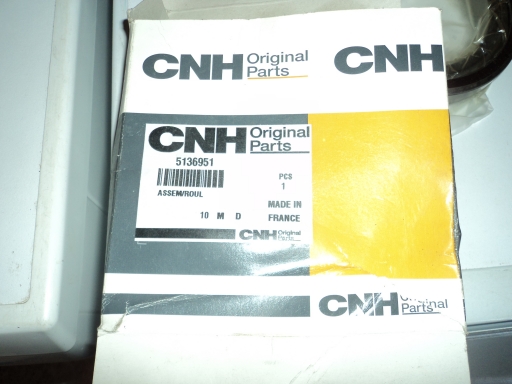 CNH Original Parts
CNH
CNH Original Parts
5136951
PCS
1
ASSEM/ROUL
MADE IN
10 M D FRANCE
CNH Original Parts
CNH Original Parts